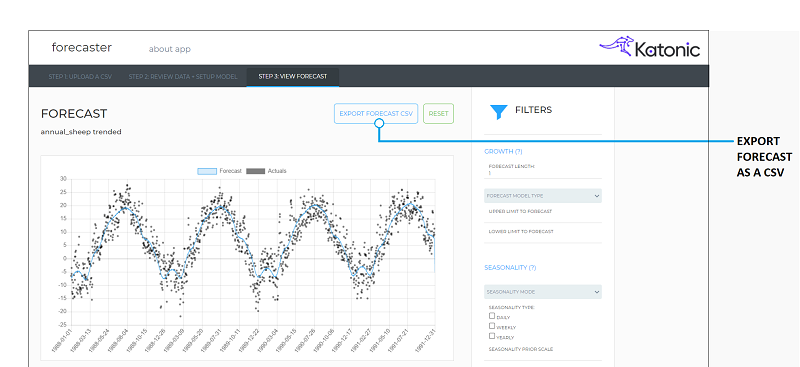 forecaster
about app
Katonic
STEP 1: UPLOAD A CSV
STEP 2: REVIEW DATA + SETUP MODEL
STEP 3: VIEW FORECAST
FORECAST
EXPORT FORECAST CSV
RESET
annual_sheep trended
FILTERS
EXPORT
FORECAST
AS A CSV
Forecast
Actuals
30
25
20
15
10
5
0
-5
-10
-15
-20
-25
1988-01-01
1988-03-13
1988-05-24
1988-08-04
1988-10-15
1988-12-26
1989-03-09
1989-05-20
1989-07-31
1989-10-11
1989-12-22
1990-03-04
1990-05-15
1990-07-26
1990-10-06
1990-12-17
1991-02-27
1991-05-10
1991-07-21
1991-12-31
GROWTH (?)
FORECAST LENGTH
1
FORECAST MODEL TYPE
UPPER LIMIT TO FORECAST
LOWER LIMIT TO FORECAST
SEASONALITY (?)
SEASONALITY MODE
SEASONALITY TYPE
DAILY
WEEKLY
YEARLY
SEASONALITY PRIOR SCALE